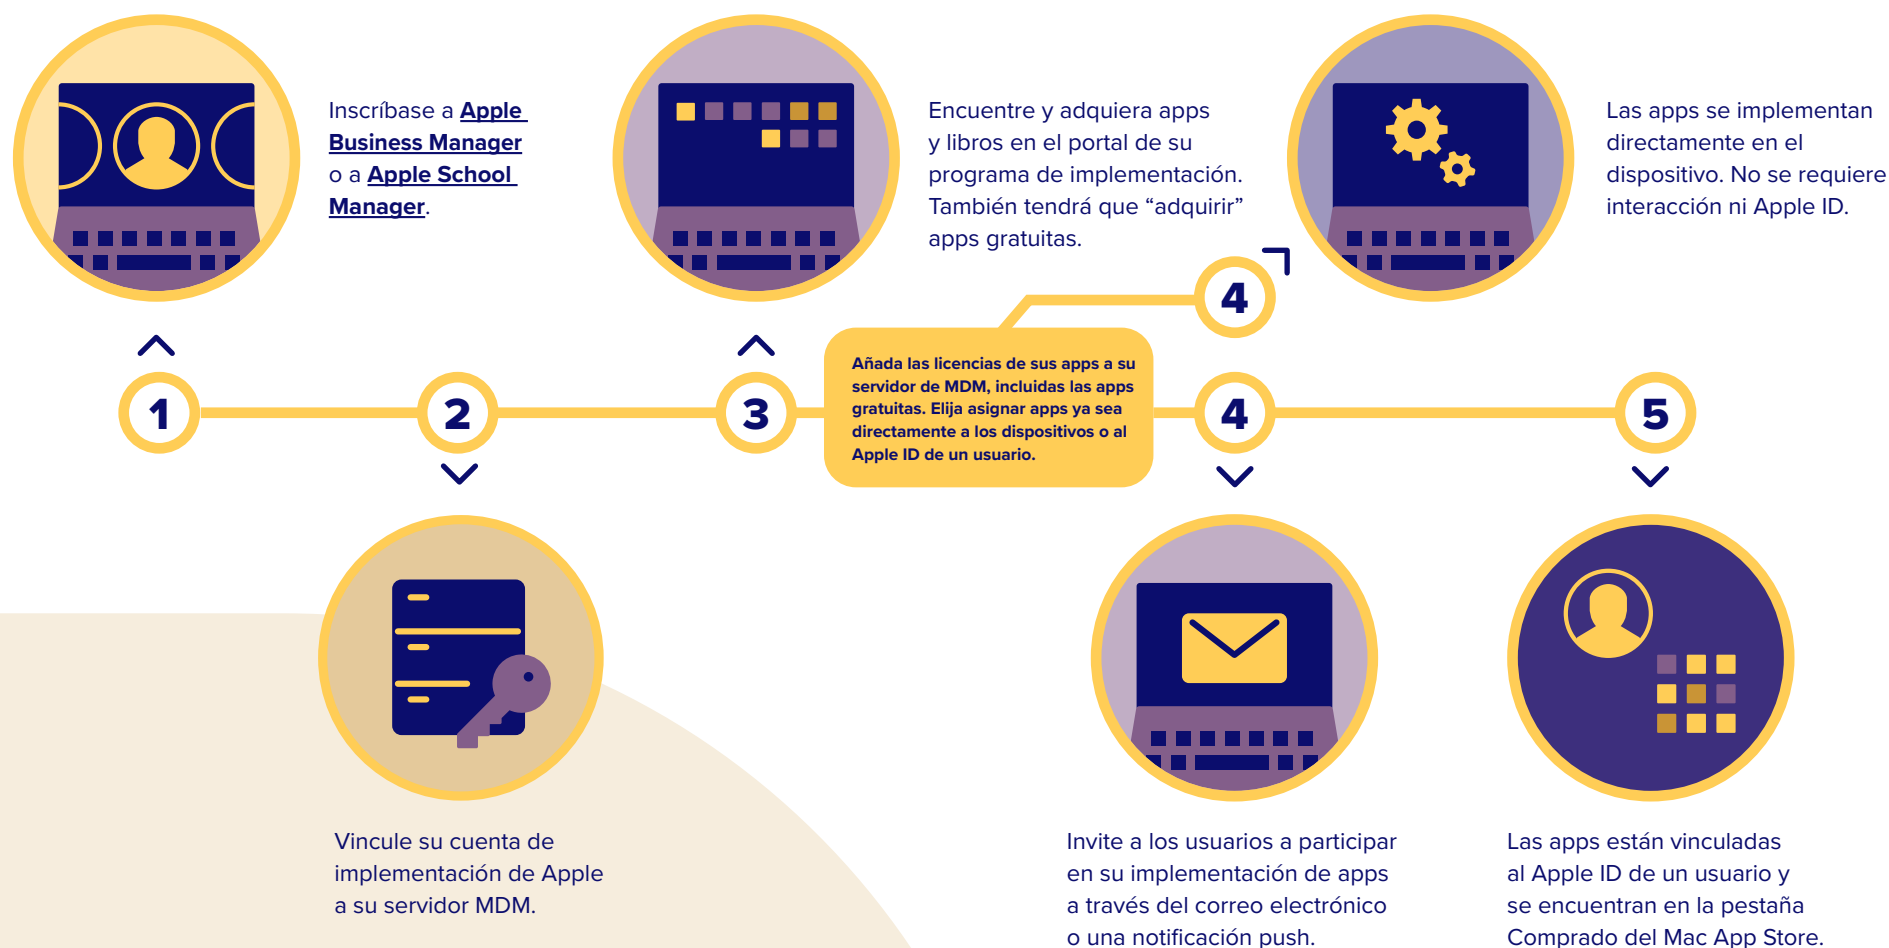 Inscríbase a Apple
Business Manager
o a Apple School
Manager.
Encuentre y adquiera apps
y libros en el portal de su
programa de implementación.
También tendrá que “adquirir”
apps gratuitas.
Las apps se implementan
directamente en el
dispositivo. No se requiere
interacción ni Apple ID.
4
1
2
3
Añada las licencias de sus apps a su
servidor de MDM, incluidas las apps
gratuitas. Elija asignar apps ya sea
directamente a los dispositivos o al
Apple ID de un usuario.
4
5
Vincule su cuenta de
implementación de Apple
a su servidor MDM.
Invite a los usuarios a participar
en su implementación de apps
a través del correo electrónico
o una notificación push.
Las apps están vinculadas
al Apple ID de un usuario y
se encuentran en la pestaña
Comprado del Mac App Store.